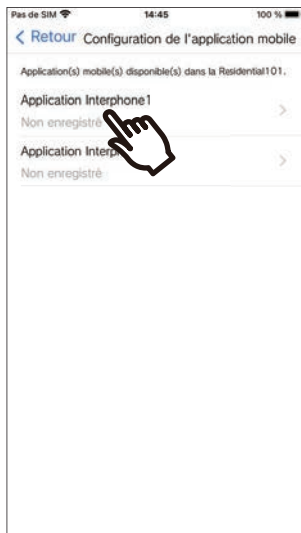 Pas de SIM 14:45 100 %
Retour Configuration de l'application mobile
Application(s) mobile(s) disponible(s) dans la Residential101.
Application Interphone1
Non enregistré
Application
Non enregistré